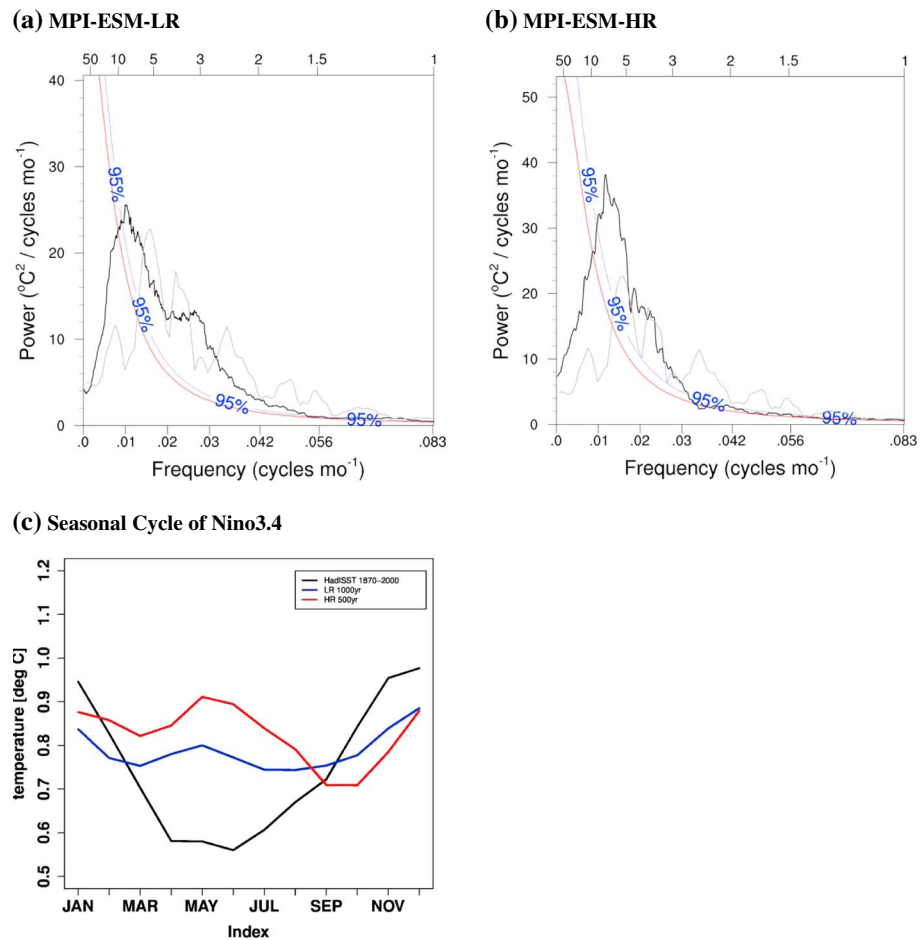 (a) MPI-ESM-LR
50 10 5 3 2 1.5 1
40
30
20
10
0
Power (°C² / cycles mo⁻¹)
95%
95%
95%
95%
.0 .01 .02 .03 .042 .056 .083
Frequency (cycles mo⁻¹)
(b) MPI-ESM-HR
50 10 5 3 2 1.5 1
50
40
30
20
10
0
Power (°C² / cycles mo⁻¹)
95%
95%
95%
95%
.0 .01 .02 .03 .042 .056 .083
Frequency (cycles mo⁻¹)
(c) Seasonal Cycle of Nino3.4
HadISST 1870-2000
LR 1000yr
HR 500yr
1.2
1.1
1.0
0.9
0.8
0.7
0.6
0.5
temperature [deg C]
JAN MAR MAY JUL SEP NOV
Index